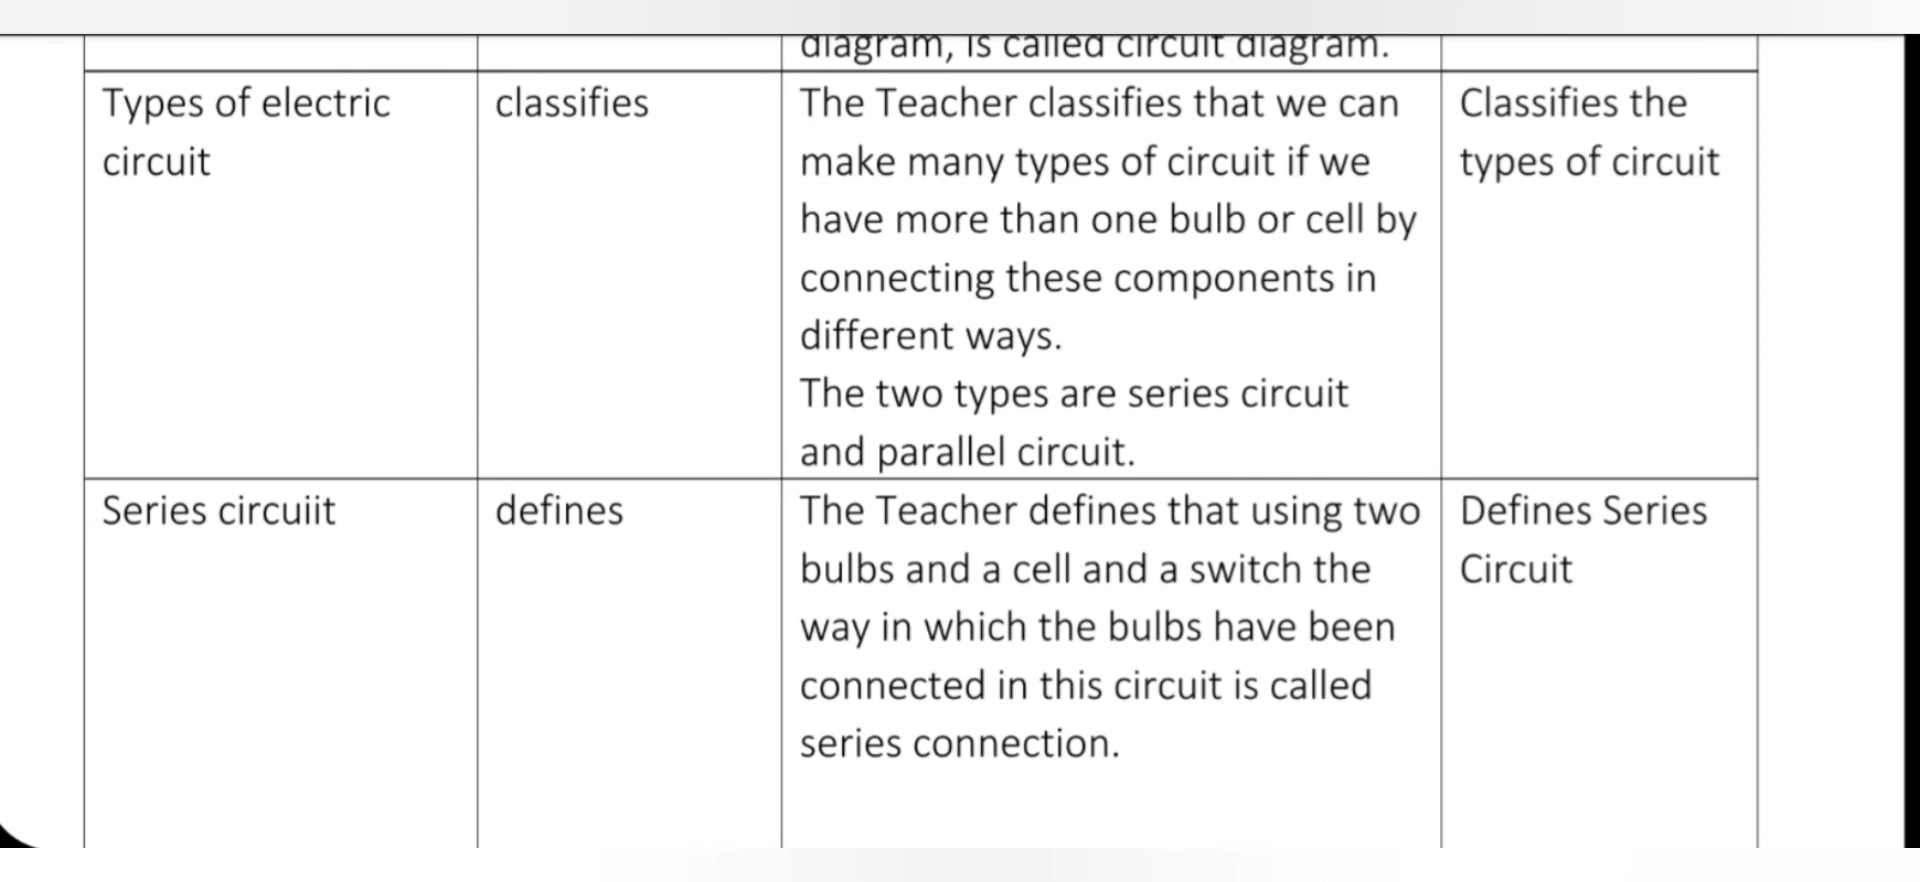 diagram, is called circuit diagram.
Types of electric
circuit
classifies
The Teacher classifies that we can
make many types of circuit if we
have more than one bulb or cell by
connecting these components in
different ways.
The two types are series circuit
and parallel circuit.
Classifies the
types of circuit
Series circuiit
defines
The Teacher defines that using two
bulbs and a cell and a switch the
way in which the bulbs have been
connected in this circuit is called
series connection.
Defines Series
Circuit